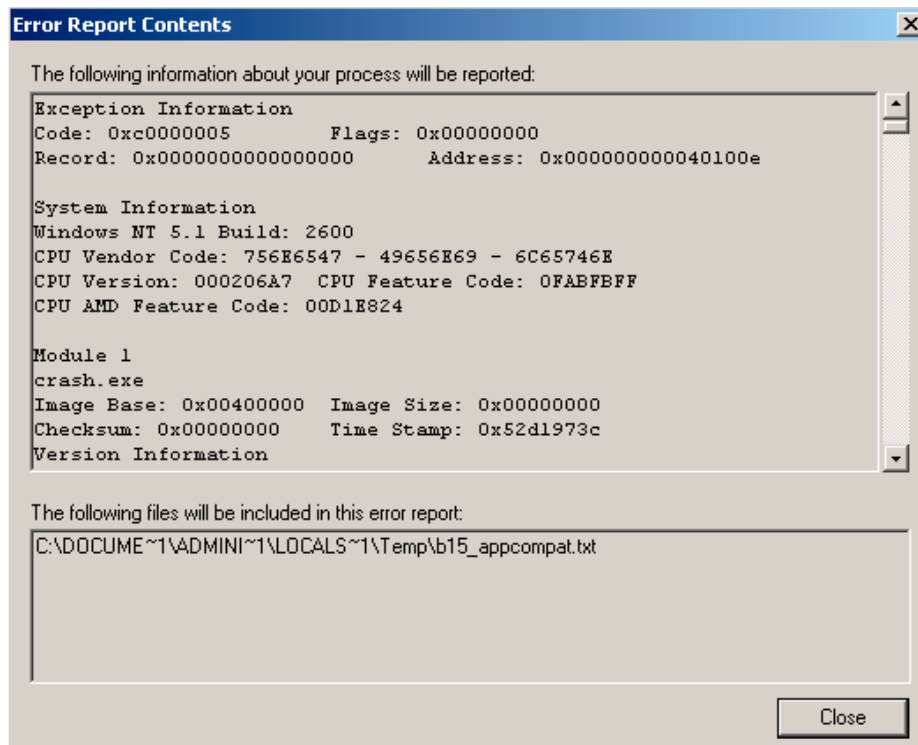 Error Report Contents
The following information about your process will be reported:
Exception Information
Code: 0xc0000005 Flags: 0x00000000
Record: 0x0000000000000000 Address: 0x000000000040100e
System Information
Windows NT 5.1 Build: 2600
CPU Vendor Code: 756E6547 - 49656E69 - 6C65746E
CPU Version: 000206A7 CPU Feature Code: 0FABFBFF
CPU AMD Feature Code: 00D1E824
Module 1
crash.exe
Image Base: 0x00400000 Image Size: 0x00000000
Checksum: 0x00000000 Time Stamp: 0x52d1973c
Version Information
The following files will be included in this error report:
C:\DOCUME~1\ADMINI~1\LOCALS~1\Temp\b15_appcompat.txt
Close